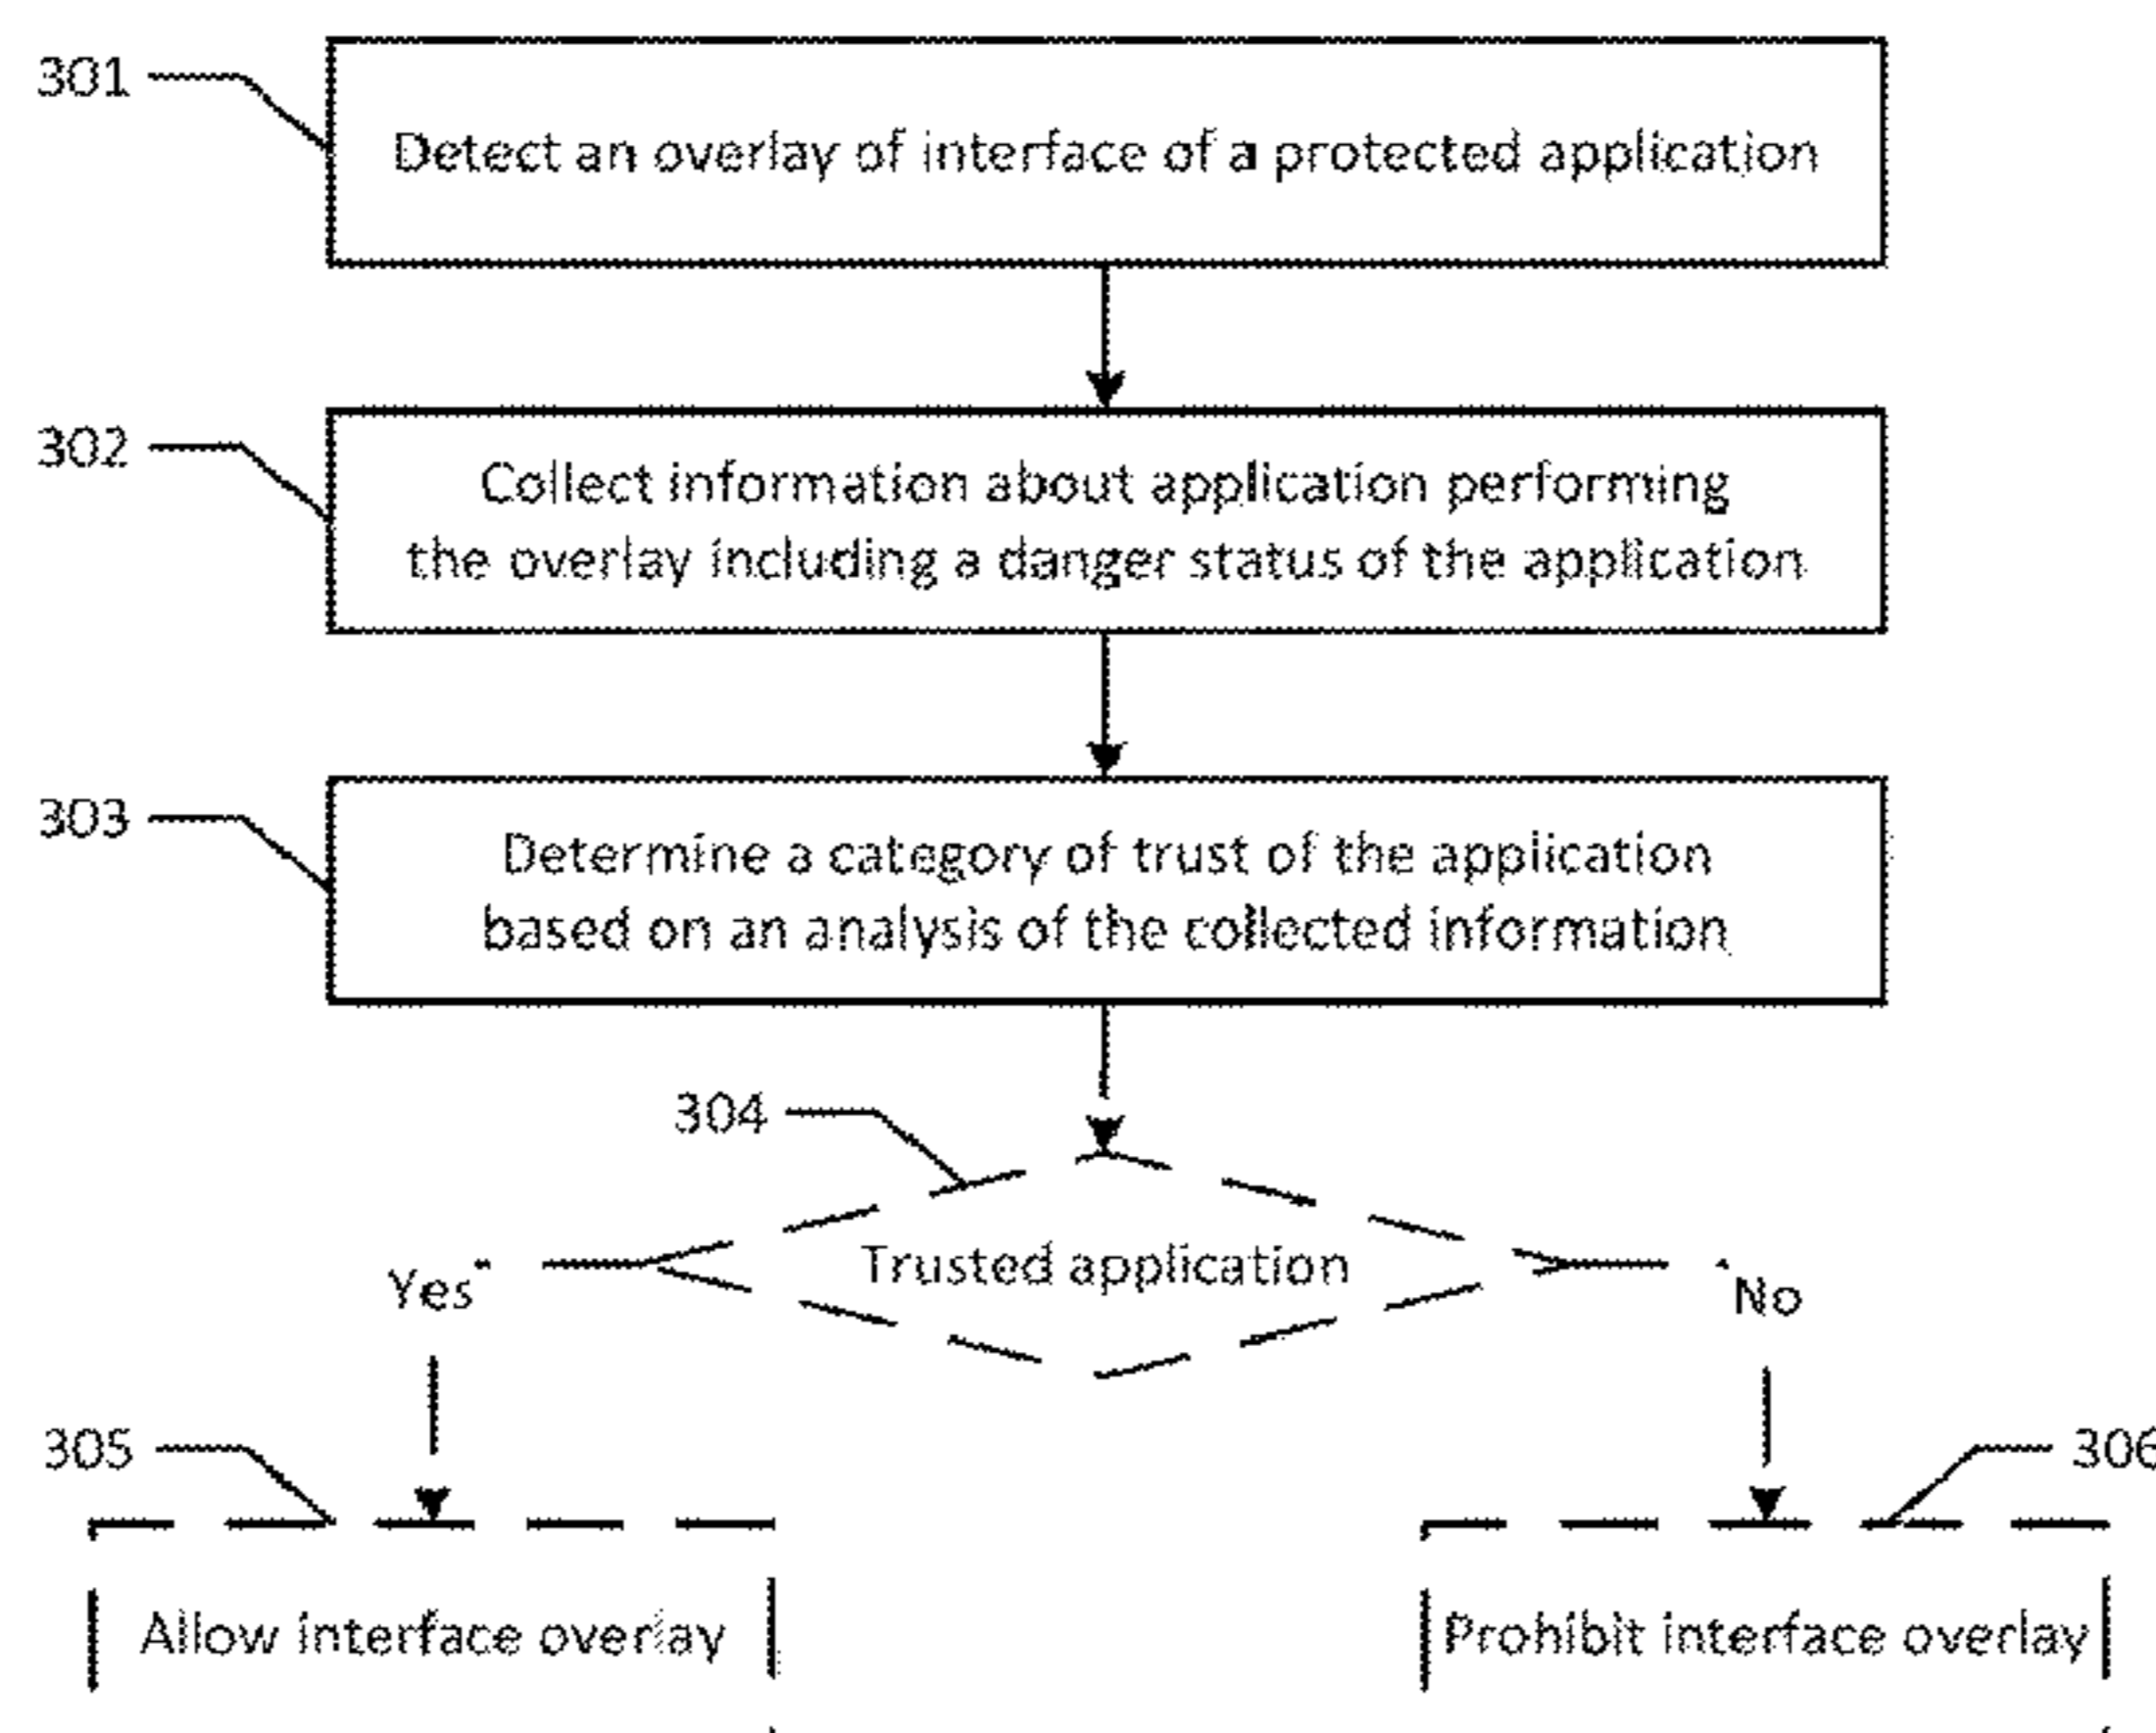 301
Detect an overlay of interface of a protected application
302
Collect information about application performing
the overlay including a danger status of the application
303
Determine a category of trust of the application
based on an analysis of the collected information
304
Trusted application
Yes
No
305
306
Allow interface overlay
Prohibit interface overlay